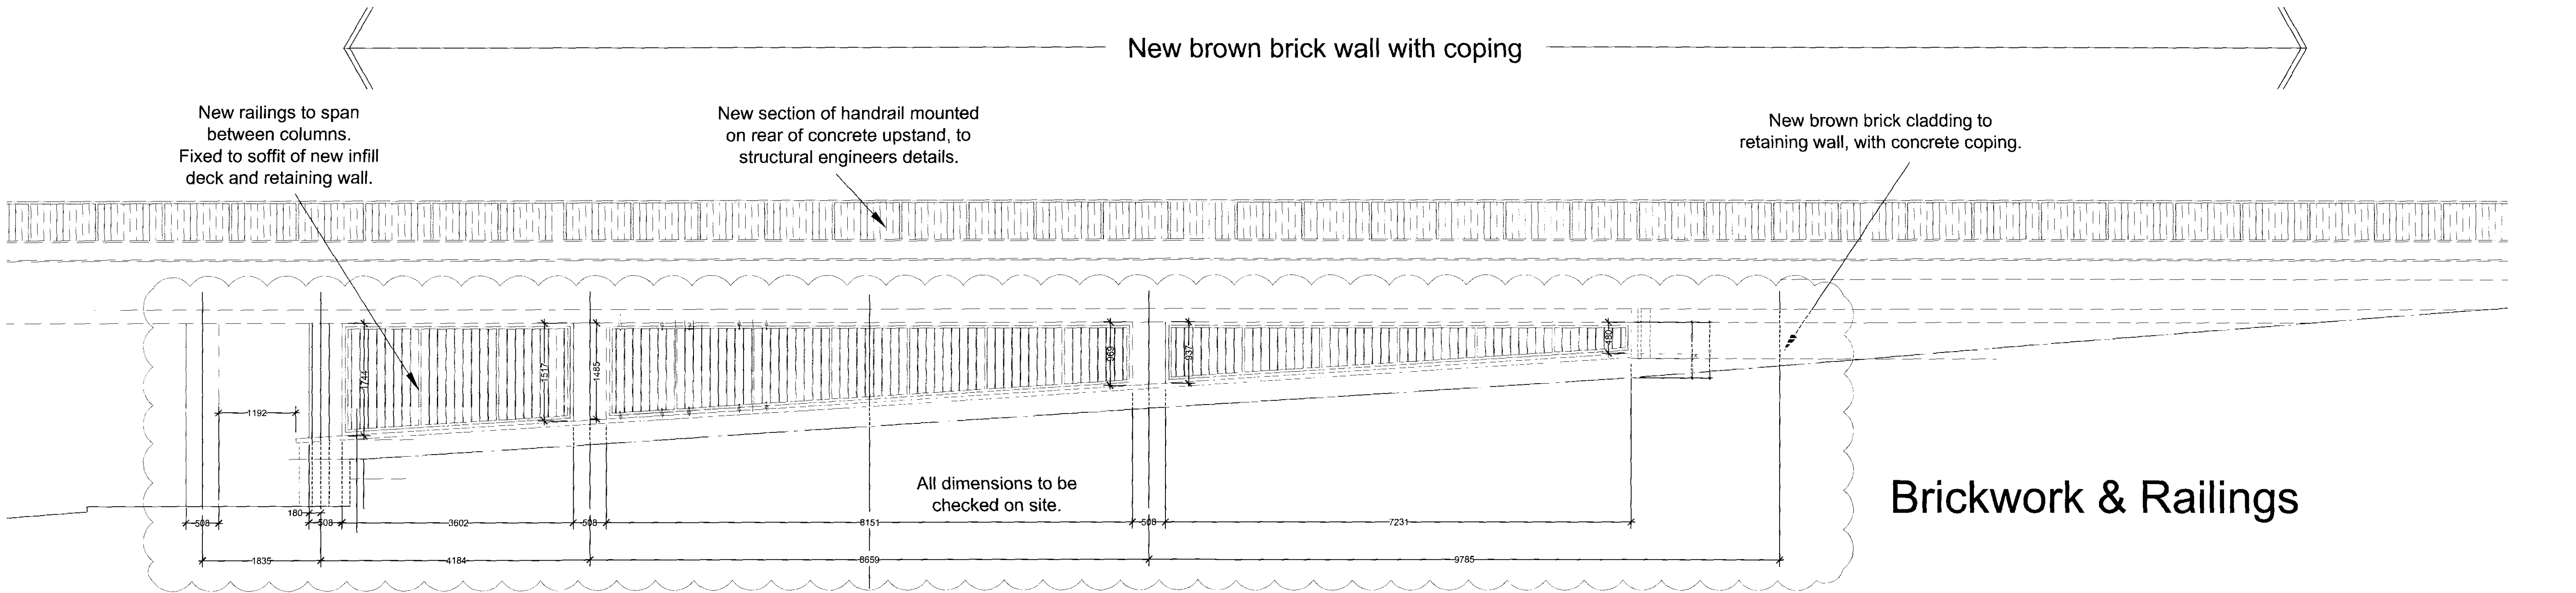 New brown brick wall with coping
New railings to span
between columns.
Fixed to soffit of new infill
deck and retaining wall.
New section of handrail mounted
on rear of concrete upstand, to
structural engineers details.
New brown brick cladding to
retaining wall, with concrete coping.
1744
1517
1485
969
937
480
1192
All dimensions to be
checked on site.
Brickwork & Railings
180
508
508
3602
508
8151
508
7231
1835
4184
8659
9785